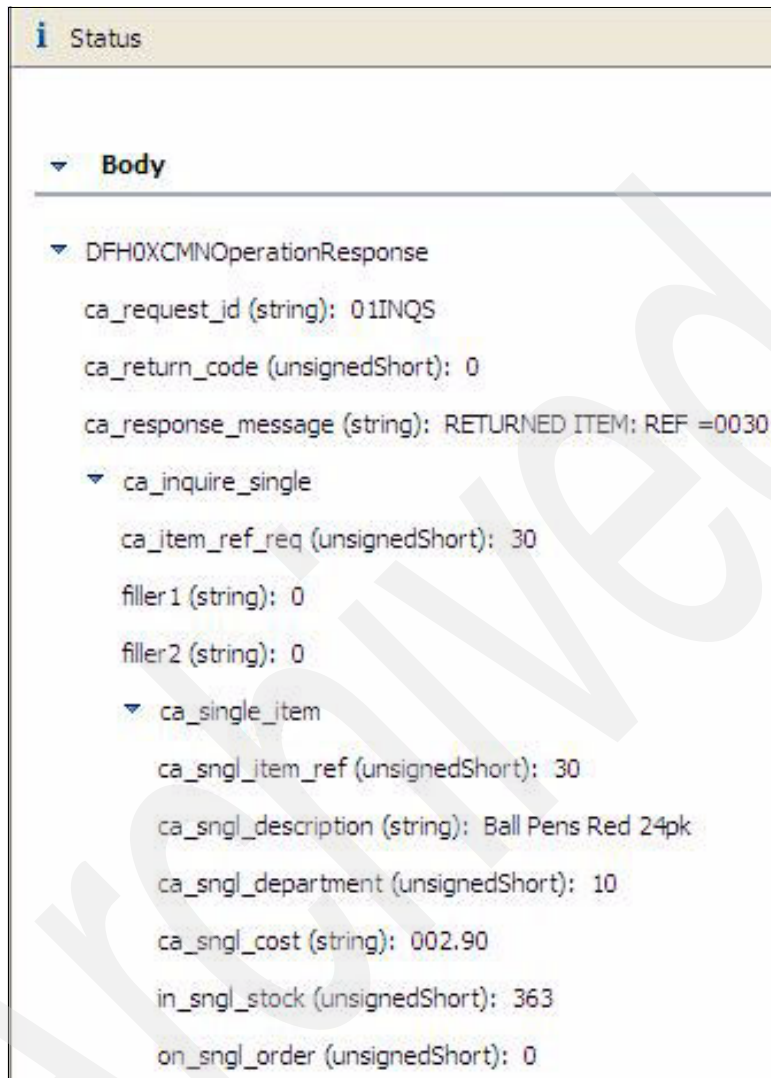 i Status
Body
DFH0XCMNOperationResponse
ca_request_id (string): 01INQS
ca_return_code (unsignedShort): 0
ca_response_message (string): RETURNED ITEM: REF =0030
ca_inquire_single
ca_item_ref_req (unsignedShort): 30
filler1 (string): 0
filler2 (string): 0
ca_single_item
ca_sngl_item_ref (unsignedShort): 30
ca_sngl_description (string): Ball Pens Red 24pk
ca_sngl_department (unsignedShort): 10
ca_sngl_cost (string): 002.90
in_sngl_stock (unsignedShort): 363
on_sngl_order (unsignedShort): 0
Archived